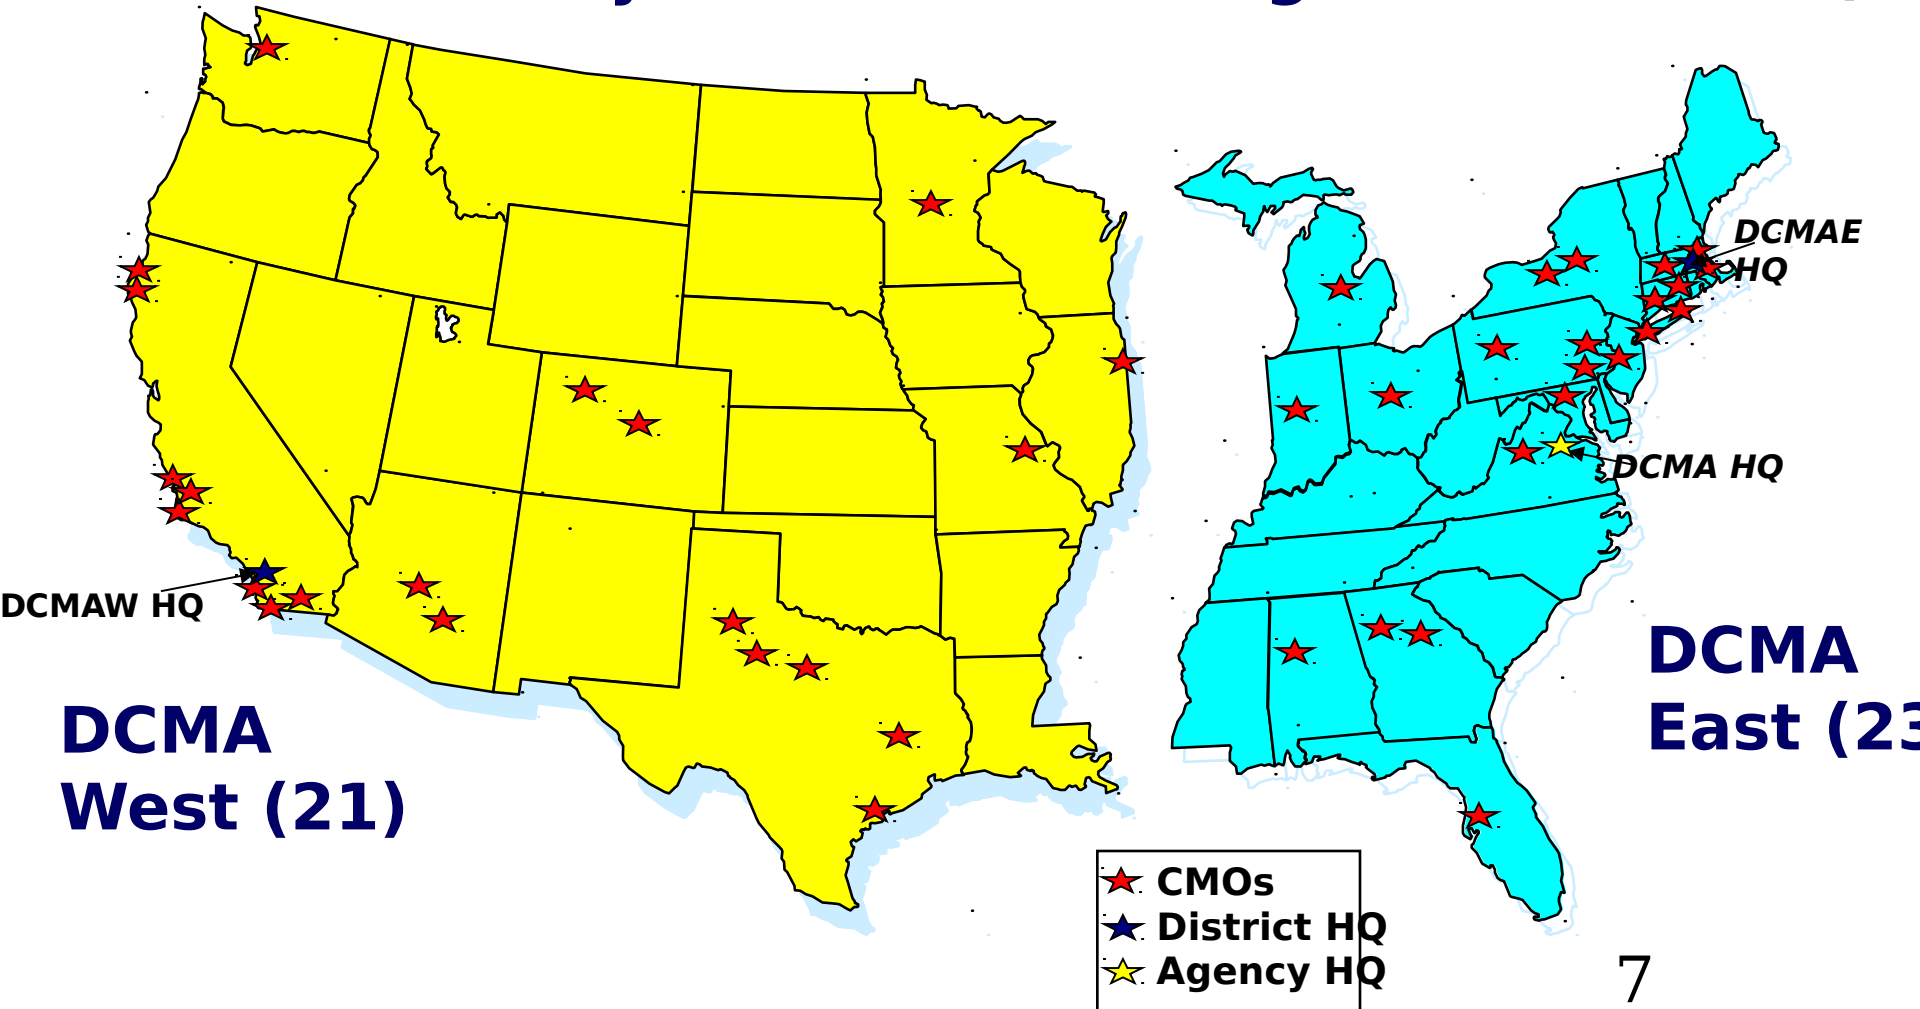 DCMAE
HQ
DCMA HQ
DCMAW HQ
DCMA
West (21)
DCMA
East (23
CMOs
District HQ
Agency HQ
7